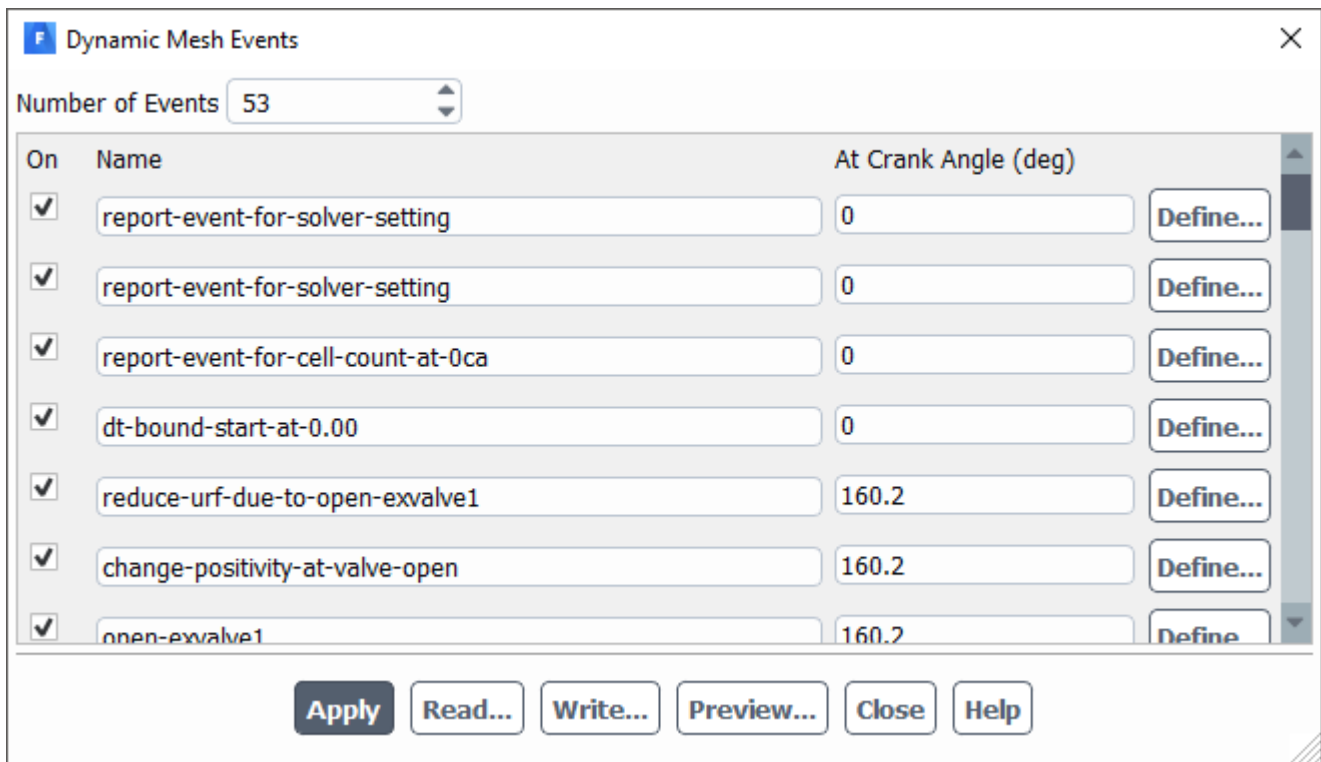 F Dynamic Mesh Events
Number of Events 53
On Name At Crank Angle (deg)
report-event-for-solver-setting 0 Define...
report-event-for-solver-setting 0 Define...
report-event-for-cell-count-at-0ca 0 Define...
dt-bound-start-at-0.00 0 Define...
reduce-urf-due-to-open-exvalve1 160.2 Define...
change-positivity-at-valve-open 160.2 Define...
open-exvalve1 160.2 Define
Apply Read... Write... Preview... Close Help